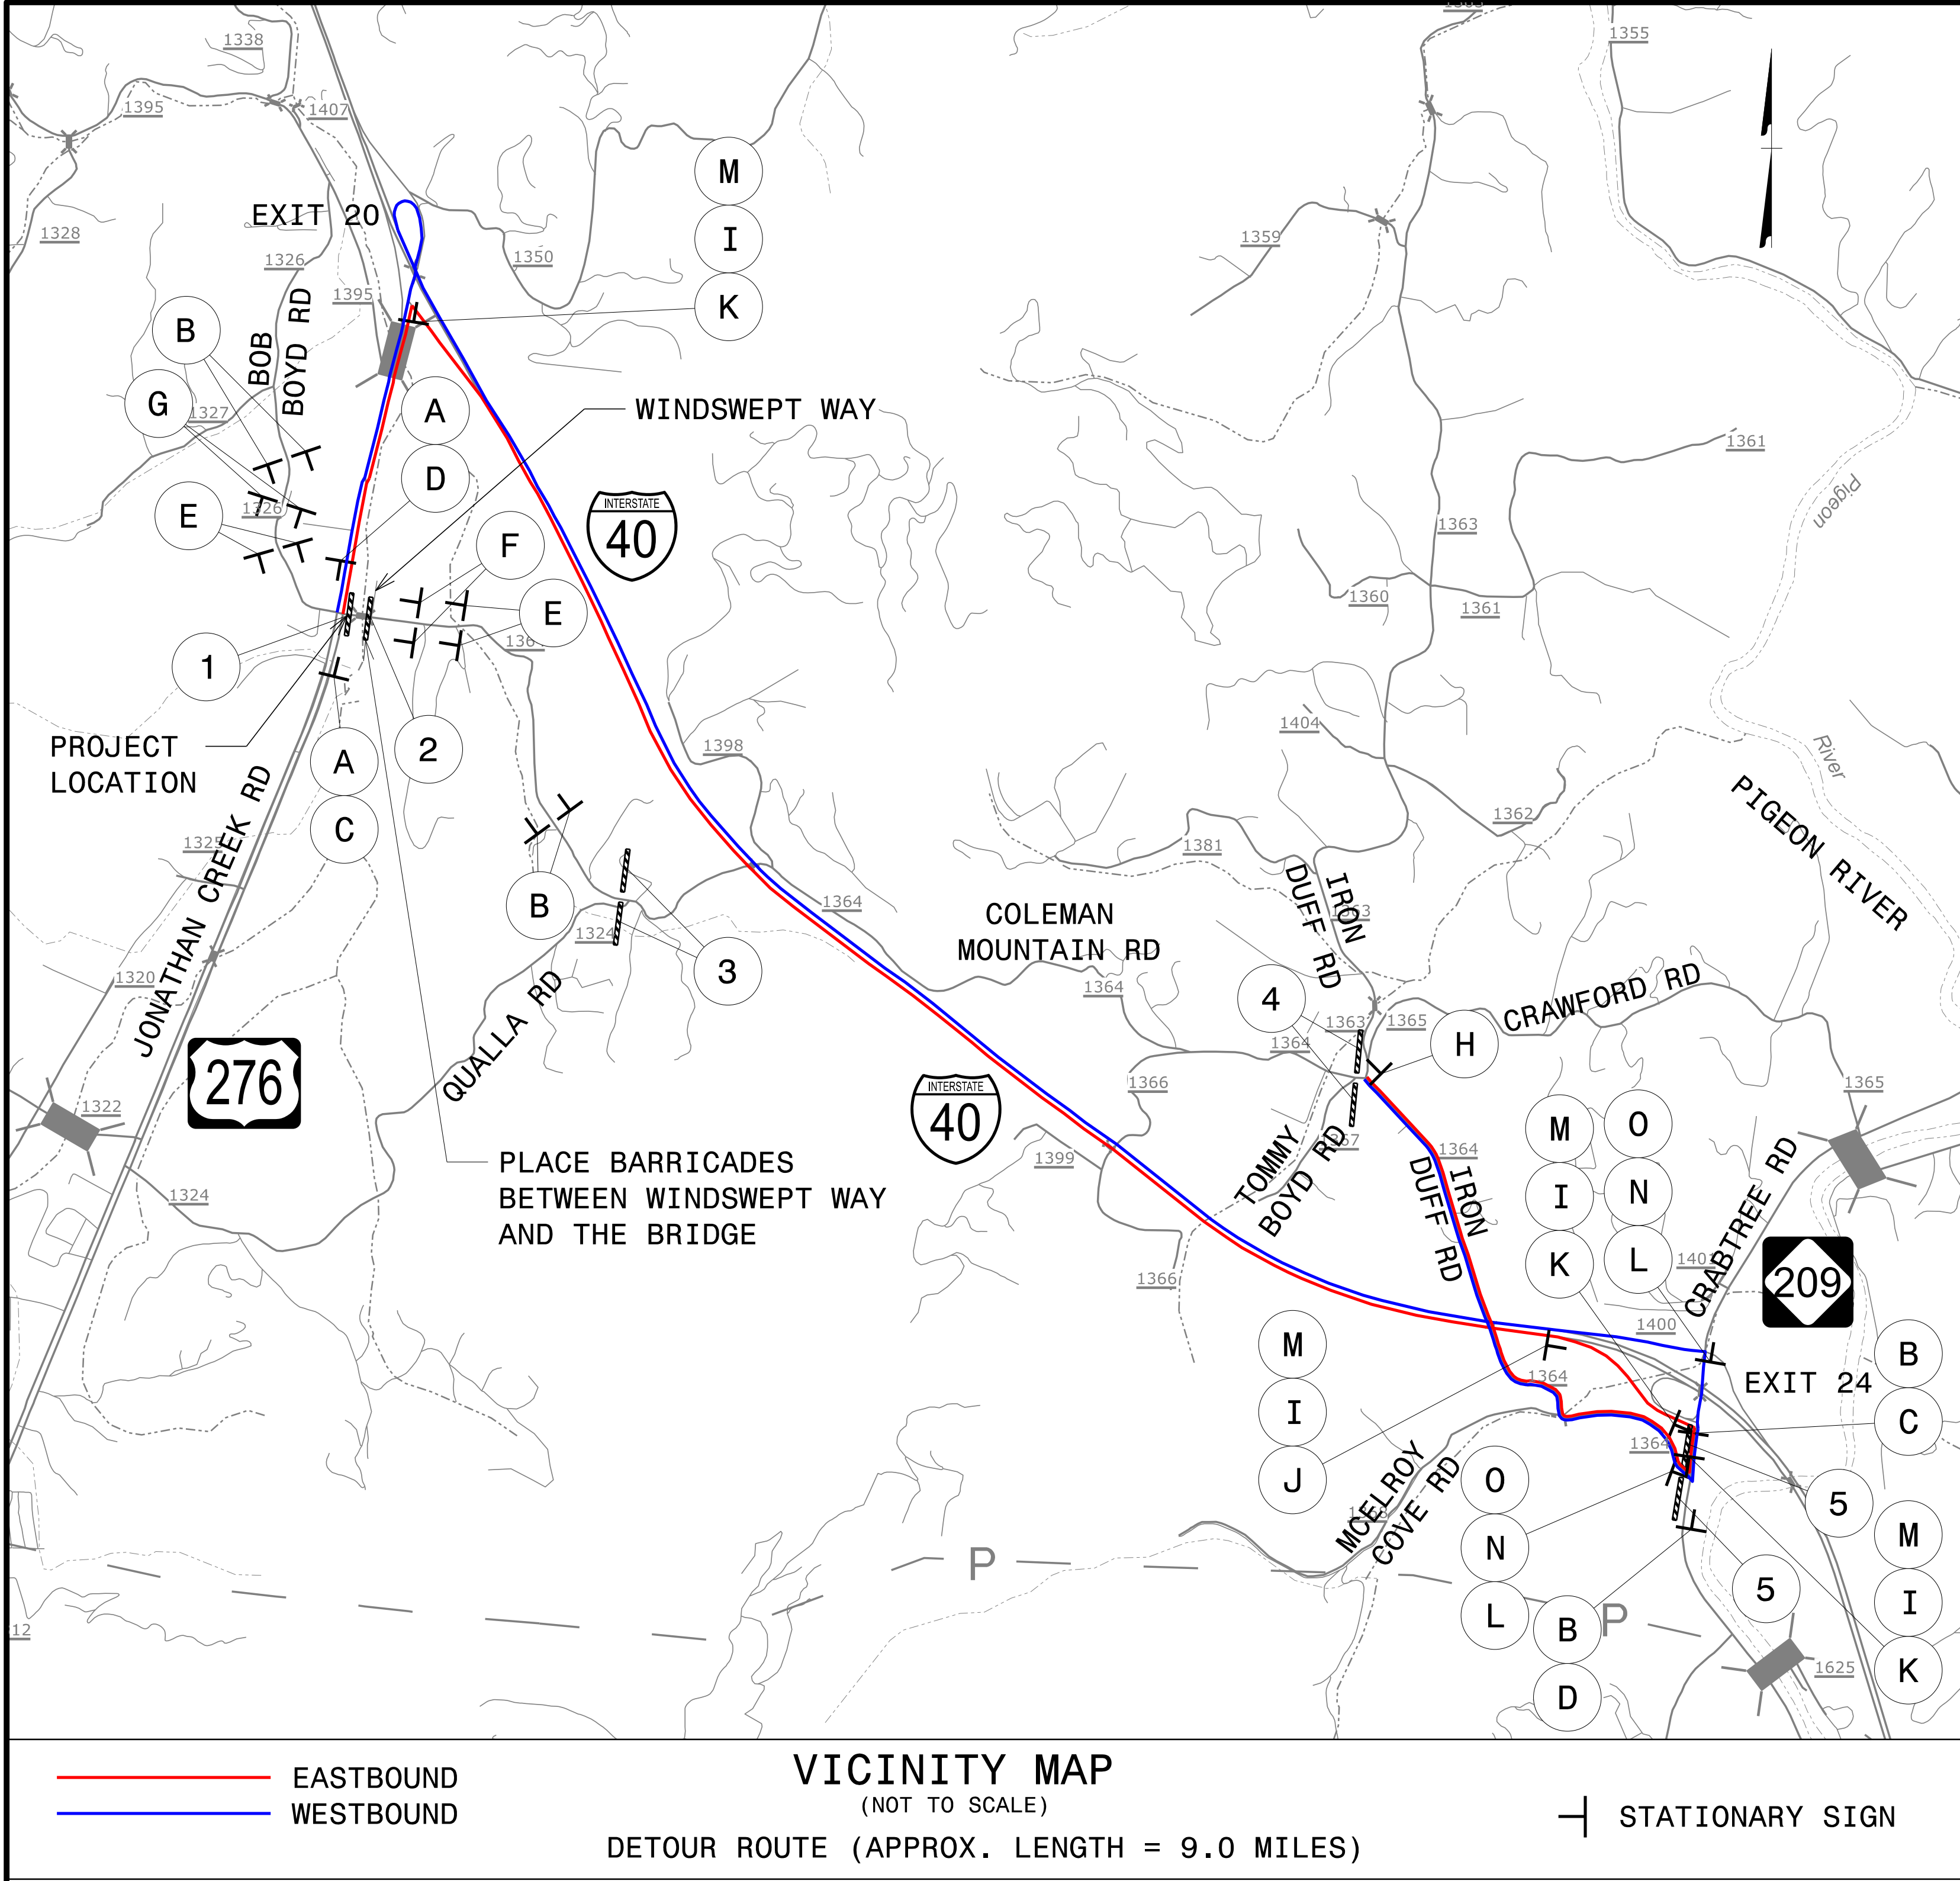 1338
1355
1395
1407
M
EXIT 20
1328
I
1359
1326
1350
1395
K
B
BOB
BOYD RD
G
1327
A
WINDSWEPT WAY
1361
D
Pigeon
E
1326
INTERSTATE
40
1363
F
E
1360
1361
1
PROJECT
LOCATION
A
2
1398
1404
River
C
JONATHAN CREEK RD
1325
1362
PIGEON RIVER
1381
B
1364
1324
COLEMAN
MOUNTAIN RD
IRON
DUFF RD
1363
3
1320
QUALLA RD
1364
4
1363
1365
CRAWFORD RD
1364
H
276
INTERSTATE
40
1366
1322
1365
M
O
PLACE BARRICADES
BETWEEN WINDSWEPT WAY
AND THE BRIDGE
1399
TOMMY
BOYD RD
1364
IRON
DUFF RD
1324
I
N
CRABTREE RD
K
L
209
1366
M
1400
B
1364
EXIT 24
I
C
1364
MCELROY
COVE RD
J
O
5
N
M
P
5
I
L
B
P
12
K
D
1625
EASTBOUND
WESTBOUND
VICINITY MAP
(NOT TO SCALE)
DETOUR ROUTE (APPROX. LENGTH = 9.0 MILES)
STATIONARY SIGN